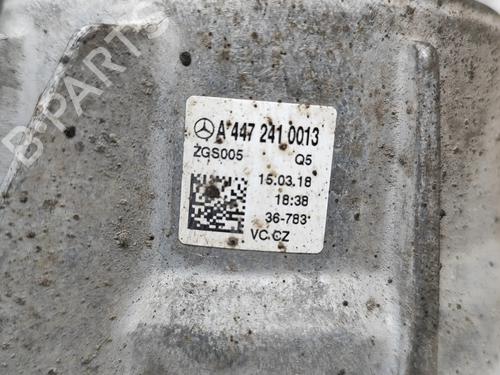 B-PARTS
A 447 241 0013
ZGS005 Q5
15.03.18
18:38
36-783
VC.CZ